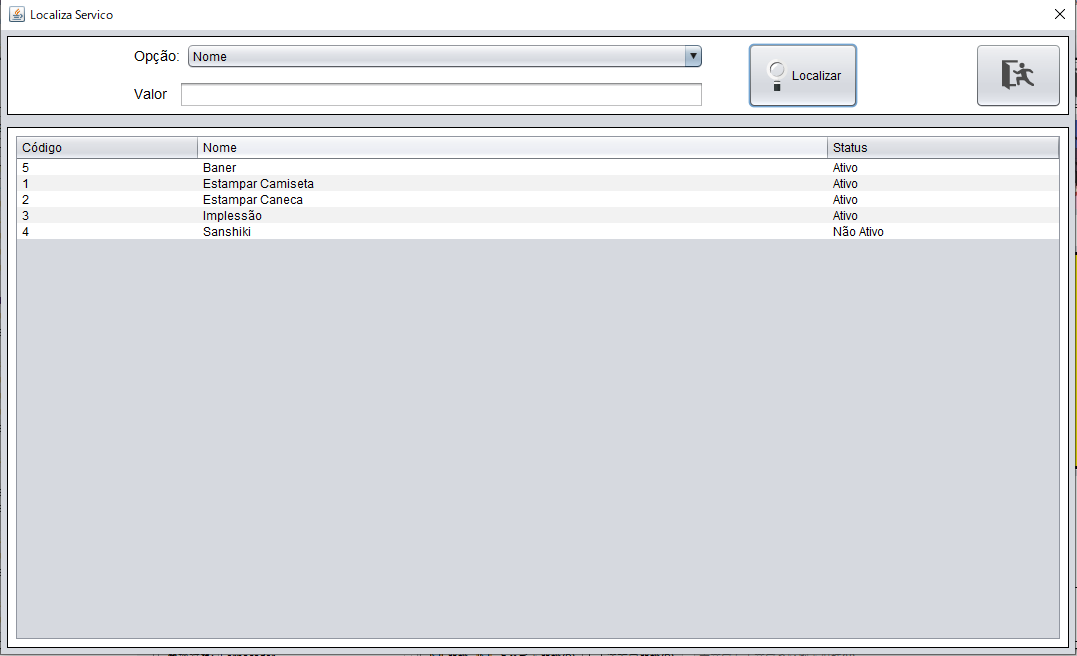 Localiza Servico
Opção: Nome
Valor
Localizar
Código Nome Status
5 Baner Ativo
1 Estampar Camiseta Ativo
2 Estampar Caneca Ativo
3 Implessão Ativo
4 Sanshiki Não Ativo